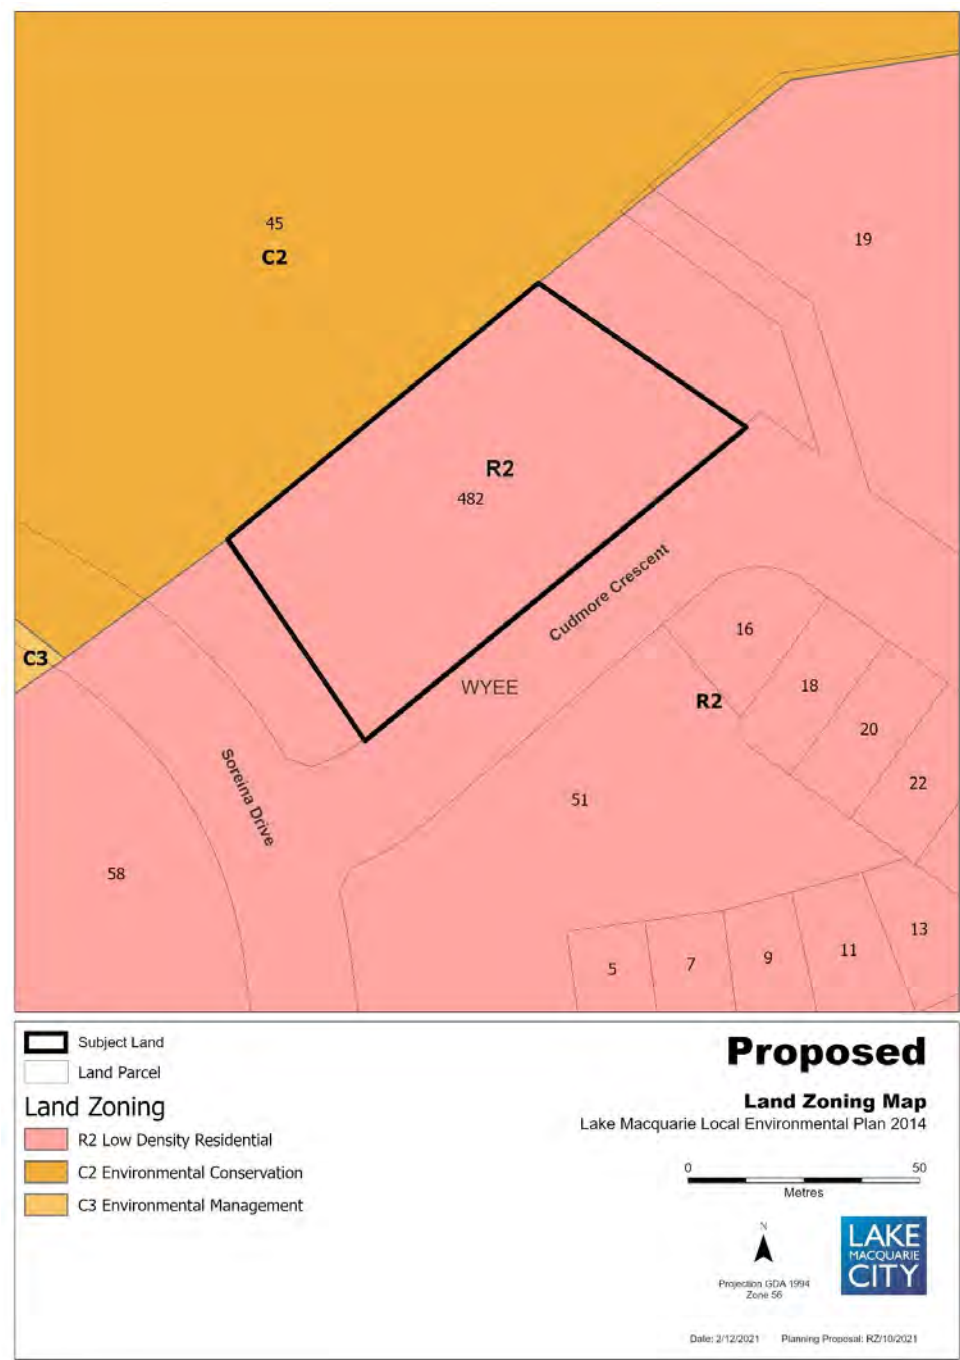 45
C2
19
R2
482
Cudmore Crescent
16
C3
WYEE
18
R2
20
Soreina Drive
22
51
58
13
11
9
7
5
Subject Land
Land Parcel
Land Zoning
R2 Low Density Residential
C2 Environmental Conservation
C3 Environmental Management
Proposed
Land Zoning Map
Lake Macquarie Local Environmental Plan 2014
0 50
Metres
N
Projection GDA 1994
Zone 56
LAKE
MACQUARIE
CITY
Date: 2/12/2021 Planning Proposal: RZ/10/2021